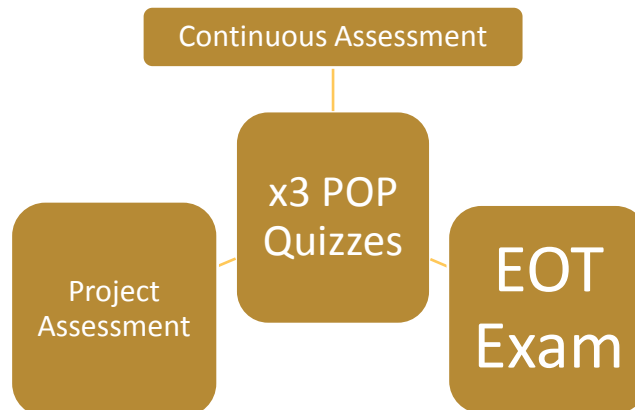 Continuous Assessment
x3 POP
Quizzes
Project
Assessment
EOT
Exam